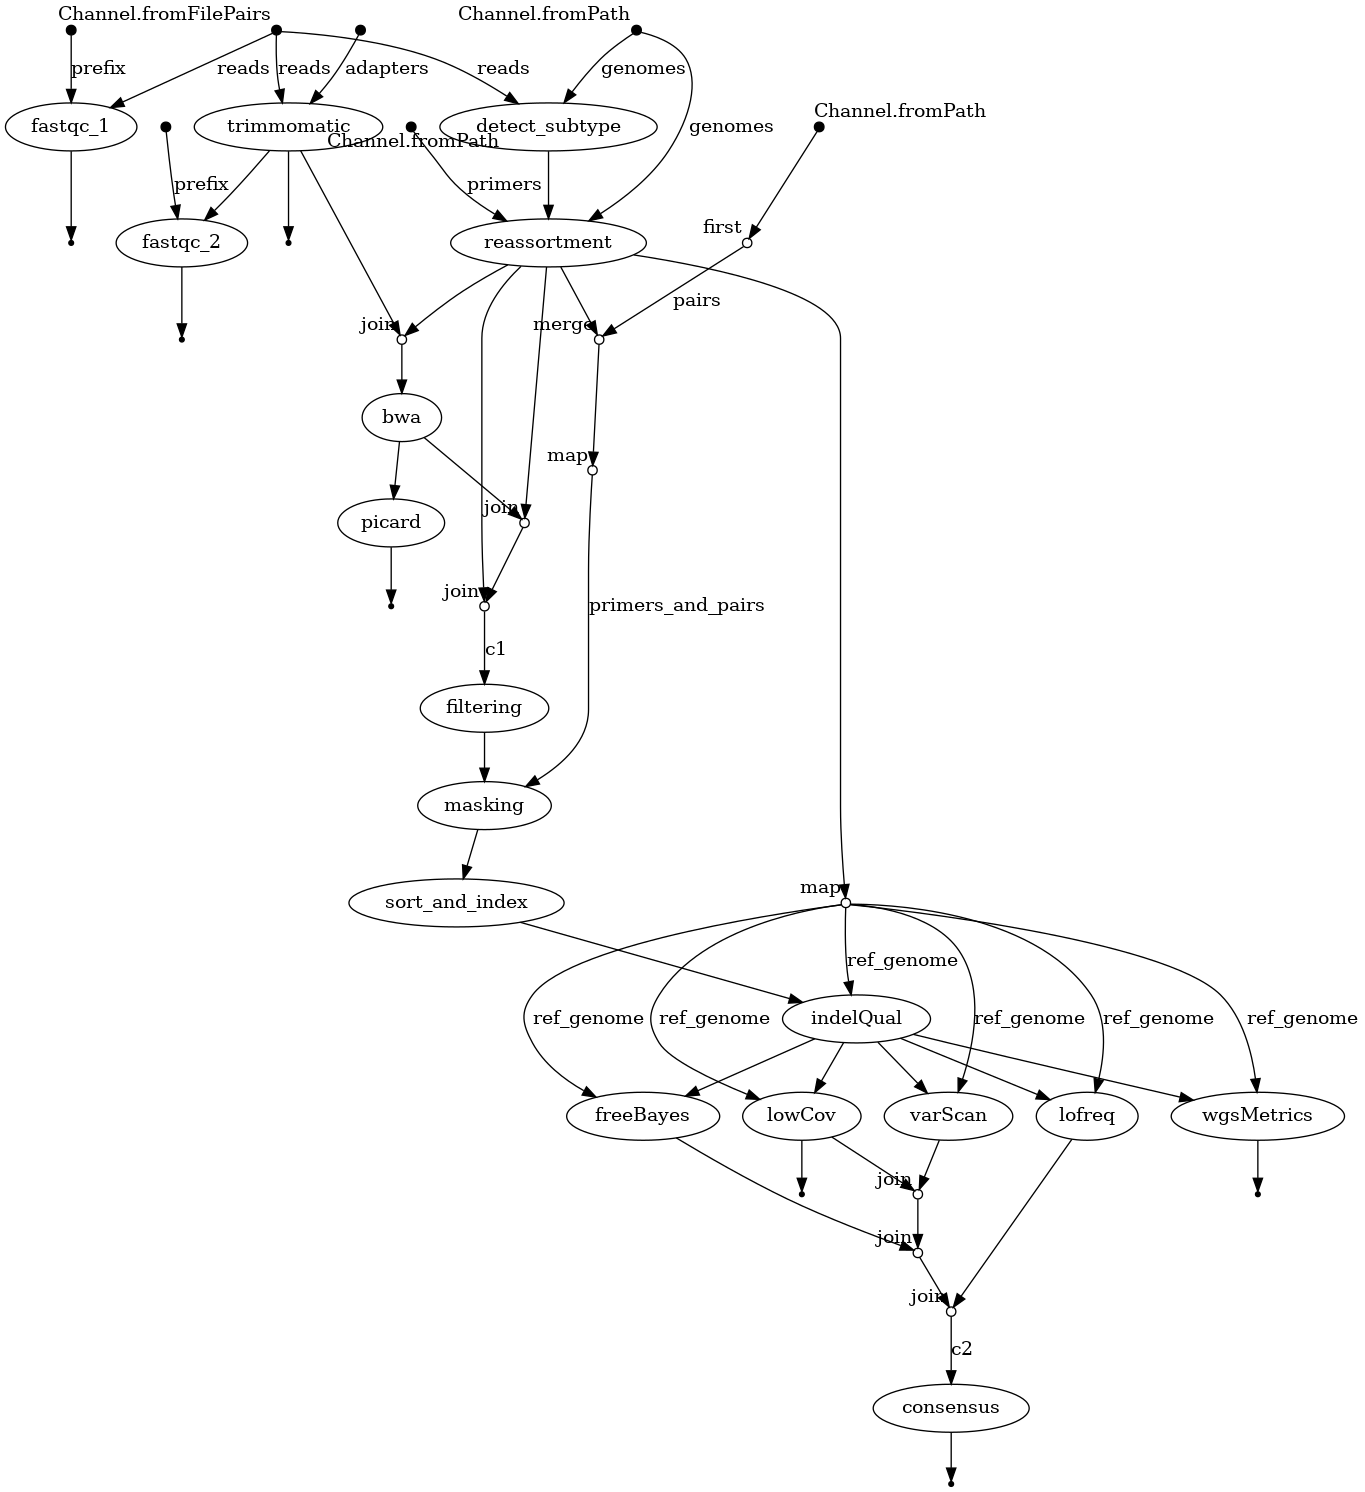 Channel.fromFilePairs
Channel.fromPath
prefix
reads
reads
adapters
reads
genomes
Channel.fromPath
fastqc_1
trimmomatic
detect_subtype
genomes
Channel.fromPath
prefix
primers
first
fastqc_2
reassortment
pairs
join
merge
bwa
map
join
picard
join
primers_and_pairs
c1
filtering
masking
map
sort_and_index
ref_genome
ref_genome
ref_genome
indelQual
ref_genome
ref_genome
ref_genome
freeBayes
lowCov
varScan
lofreq
wgsMetrics
join
join
join
c2
consensus